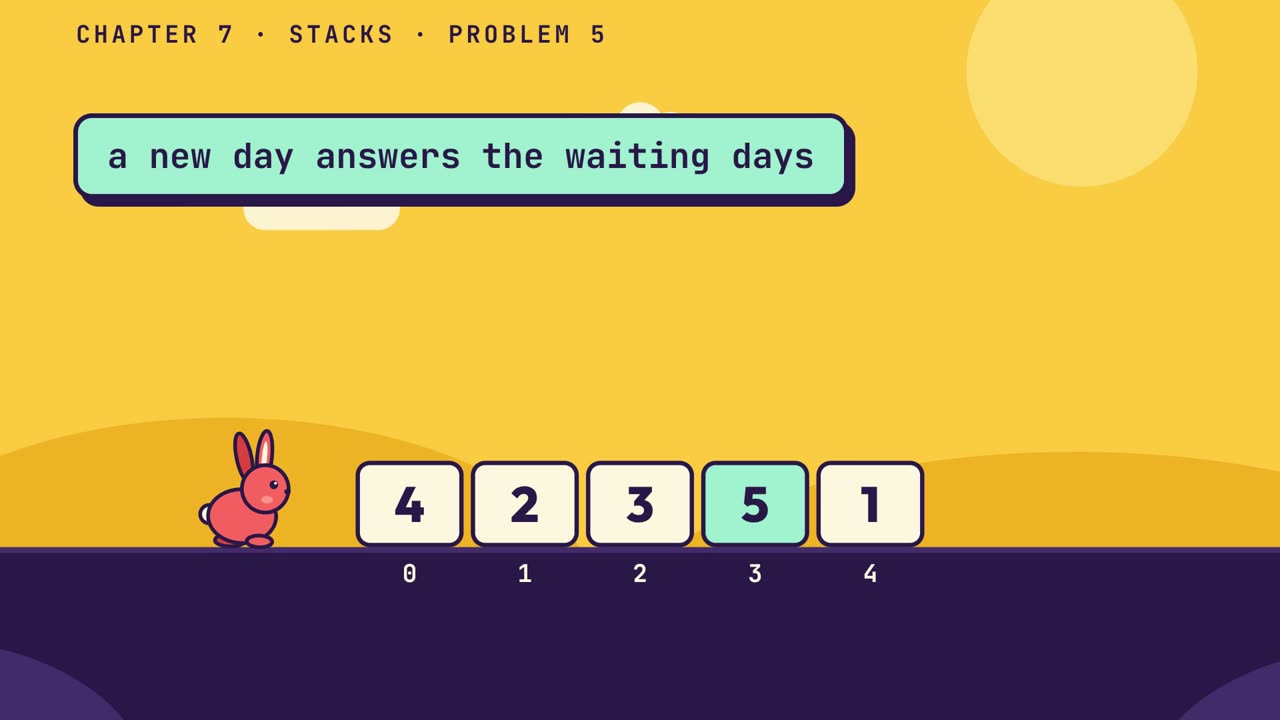 CHAPTER 7 · STACKS · PROBLEM 5
a new day answers the waiting days
4 2 3 5 1
0 1 2 3 4